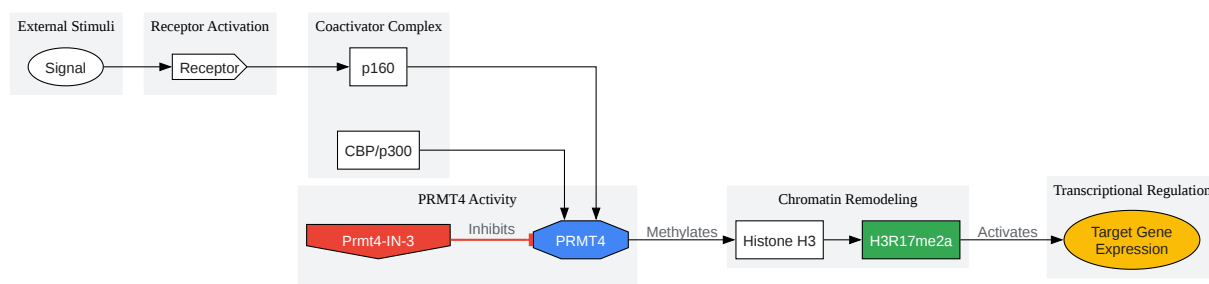 External Stimuli
Receptor Activation
Coactivator Complex
Signal
Receptor
p160
CBP/p300
PRMT4 Activity
Chromatin Remodeling
Transcriptional Regulation
Prmt4-IN-3
Inhibits
PRMT4
Methylates
Histone H3
H3R17me2a
Activates
Target Gene
Expression